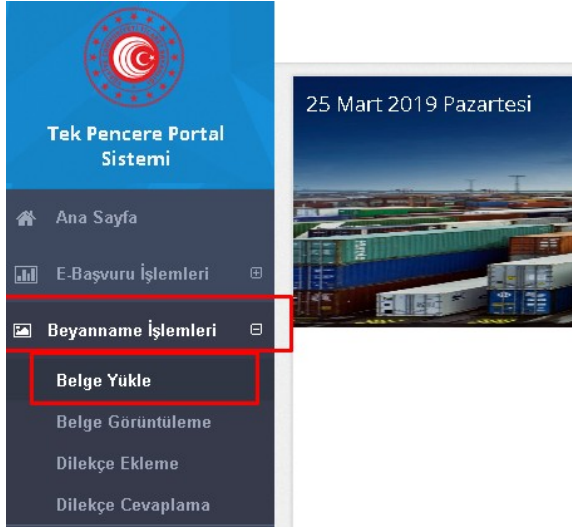 Tek Pencere Portal
Sistemi
25 Mart 2019 Pazartesi
Ana Sayfa
E-Başvuru İşlemleri
Beyanname İşlemleri
Belge Yükle
Belge Görüntüleme
Dilekçe Ekleme
Dilekçe Cevaplama